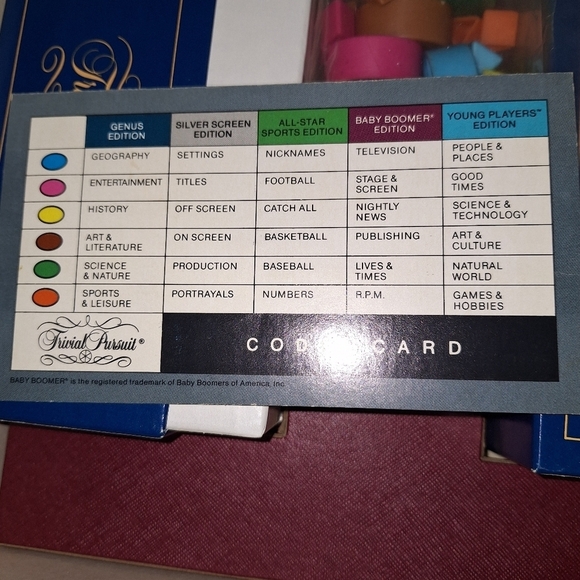 GENUS EDITION SILVER SCREEN EDITION ALL-STAR SPORTS EDITION BABY BOOMER® EDITION YOUNG PLAYERS™ EDITION
GEOGRAPHY SETTINGS NICKNAMES TELEVISION PEOPLE & PLACES
ENTERTAINMENT TITLES FOOTBALL STAGE & SCREEN GOOD TIMES
HISTORY OFF SCREEN CATCH ALL NIGHTLY NEWS SCIENCE & TECHNOLOGY
ART & LITERATURE ON SCREEN BASKETBALL PUBLISHING ART & CULTURE
SCIENCE & NATURE PRODUCTION BASEBALL LIVES & TIMES NATURAL WORLD
SPORTS & LEISURE PORTRAYALS NUMBERS R.P.M. GAMES & HOBBIES
Trivial Pursuit® CODE CARD
BABY BOOMER® is the registered trademark of Baby Boomers of America, Inc.